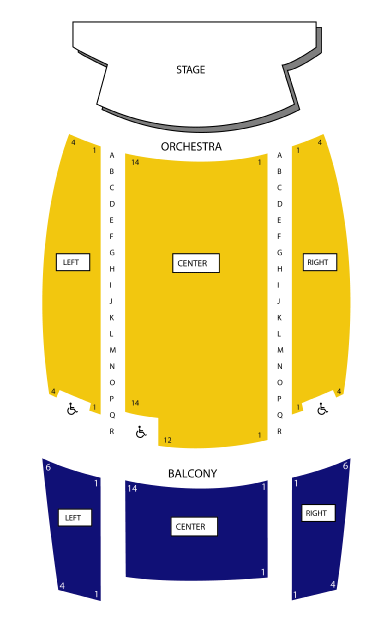 STAGE
ORCHESTRA
4 1 14 1 1 4
A A
B B
C C
D D
E E
F F
G G
LEFT CENTER RIGHT
H H
I I
J J
K K
L L
M M
N N
O O
4 4
P P
1 14 1
Q Q
R R
12 1
BALCONY
6 1 14 1 1 6
LEFT CENTER RIGHT
4 1 1 1 4